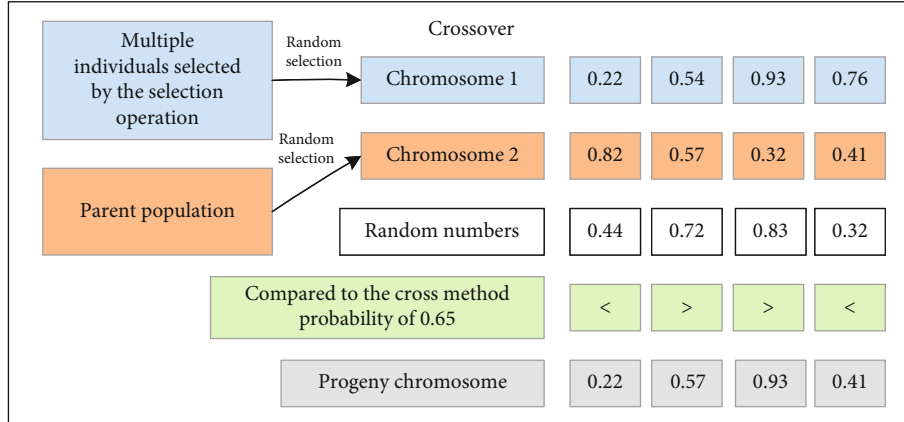 Crossover
Multiple
individuals selected
by the selection
operation
Random
selection
Chromosome 1
0.22 0.54 0.93 0.76
Random
selection
Chromosome 2
0.82 0.57 0.32 0.41
Parent population
Random numbers
0.44 0.72 0.83 0.32
Compared to the cross method
probability of 0.65
< > > <
Progeny chromosome
0.22 0.57 0.93 0.41